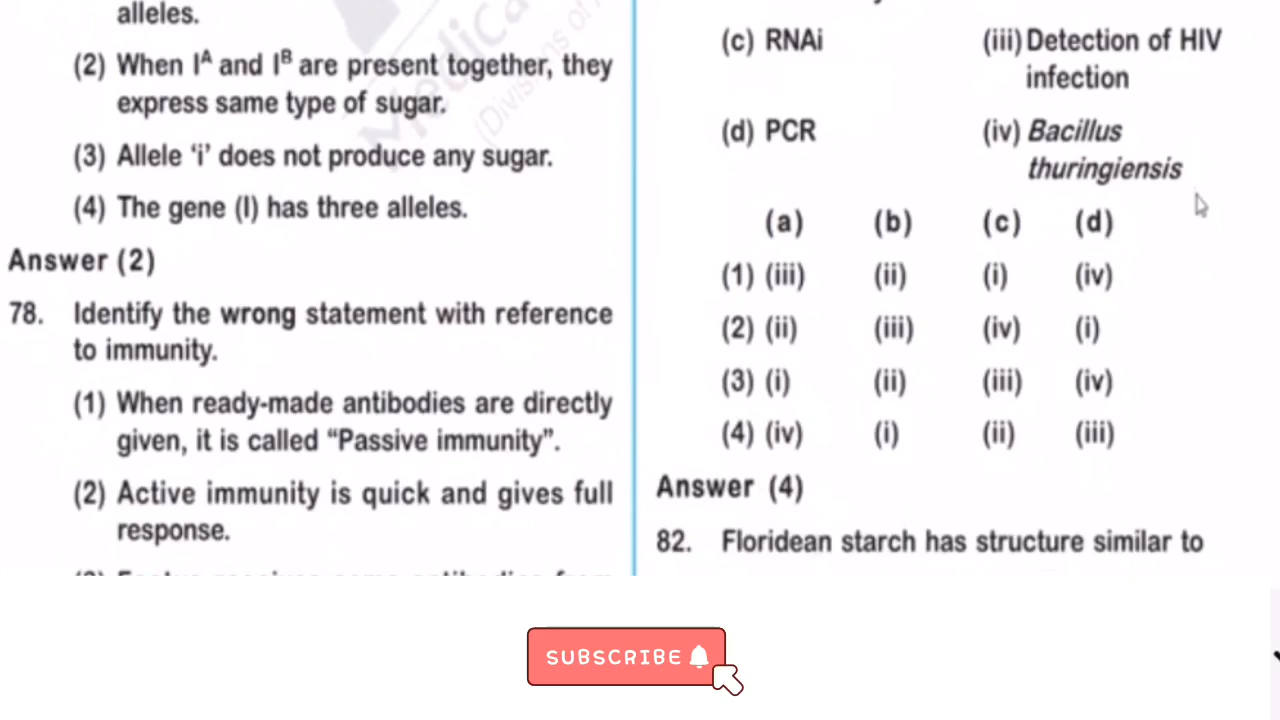 alleles.
(2) When I^A and I^B are present together, they
express same type of sugar.
(3) Allele ‘i’ does not produce any sugar.
(4) The gene (I) has three alleles.
Answer (2)
78. Identify the wrong statement with reference
to immunity.
(1) When ready-made antibodies are directly
given, it is called “Passive immunity”.
(2) Active immunity is quick and gives full
response.
(c) RNAi (iii) Detection of HIV
infection
(d) PCR (iv) Bacillus
thuringiensis
(a) (b) (c) (d)
(1) (iii) (ii) (i) (iv)
(2) (ii) (iii) (iv) (i)
(3) (i) (ii) (iii) (iv)
(4) (iv) (i) (ii) (iii)
Answer (4)
82. Floridean starch has structure similar to
SUBSCRIBE